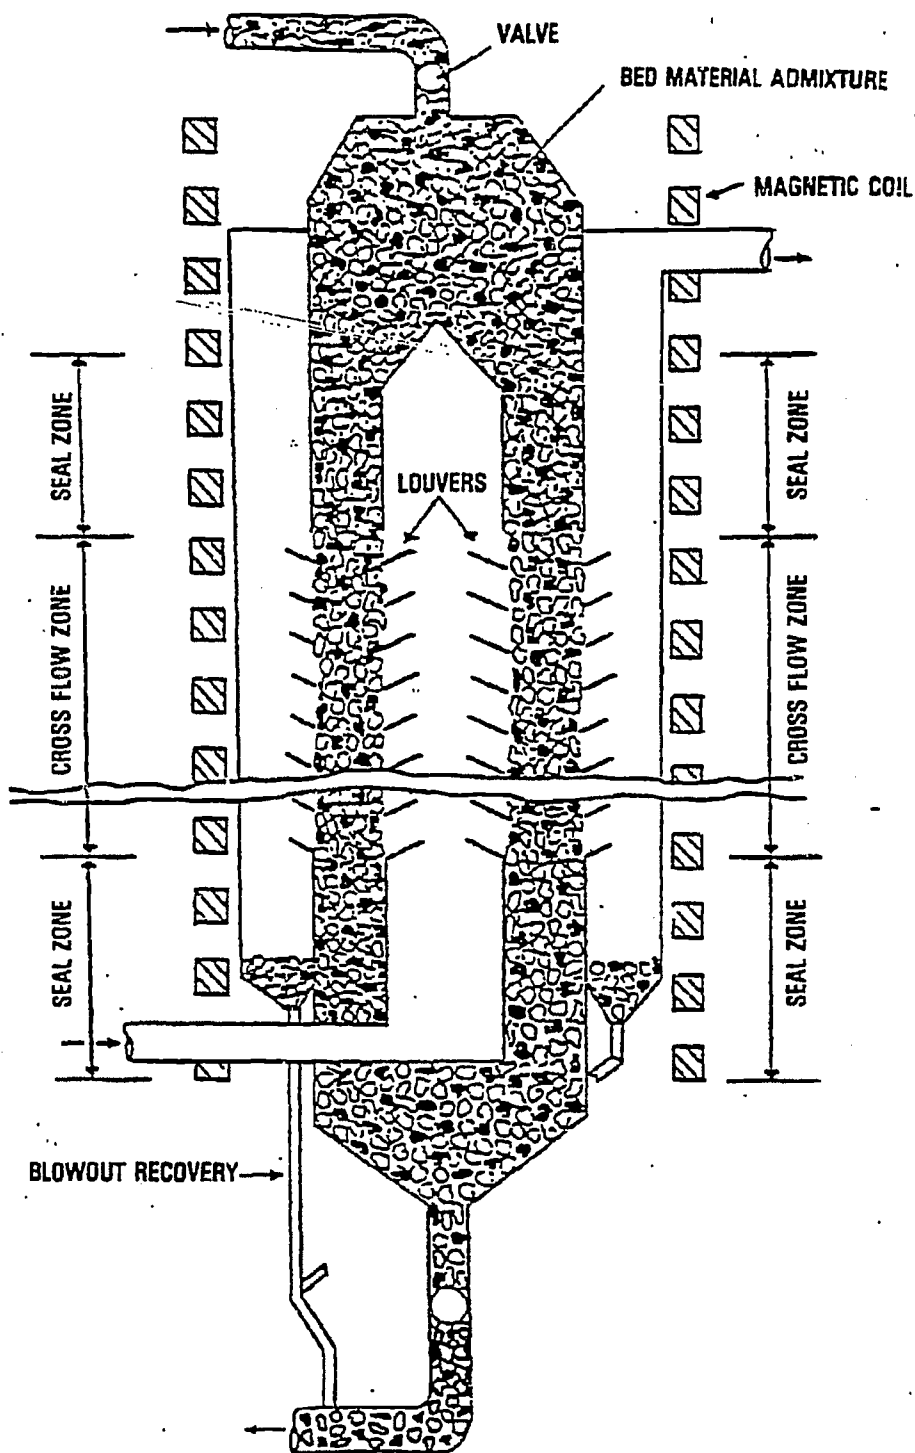 VALVE
BED MATERIAL ADMIXTURE
MAGNETIC COIL
SEAL ZONE
SEAL ZONE
LOUVERS
CROSS FLOW ZONE
CROSS FLOW ZONE
SEAL ZONE
SEAL ZONE
BLOWOUT RECOVERY